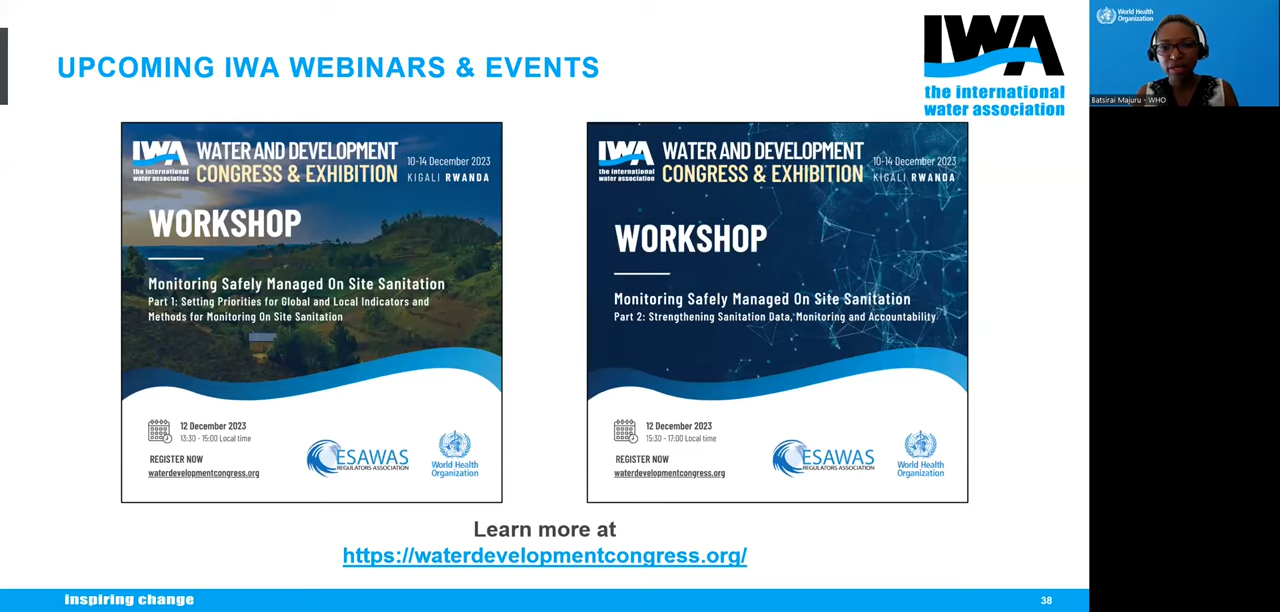 UPCOMING IWA WEBINARS & EVENTS
IWA
the international
water association
World Health
Organization
Batsirai Majuru - WHO
IWA
the international
water association
WATER AND DEVELOPMENT
CONGRESS & EXHIBITION
10-14 December 2023
KIGALI RWANDA
WORKSHOP
Monitoring Safely Managed On Site Sanitation
Part 1: Setting Priorities for Global and Local Indicators and
Methods for Monitoring On Site Sanitation
12 December 2023
13:30 - 15:00 Local time
REGISTER NOW
waterdevelopmentcongress.org
ESAWAS
REGULATORS ASSOCIATION
World Health
Organization
IWA
the international
water association
WATER AND DEVELOPMENT
CONGRESS & EXHIBITION
10-14 December 2023
KIGALI RWANDA
WORKSHOP
Monitoring Safely Managed On Site Sanitation
Part 2: Strengthening Sanitation Data, Monitoring and Accountability
12 December 2023
15:30 - 17:00 Local time
REGISTER NOW
waterdevelopmentcongress.org
ESAWAS
REGULATORS ASSOCIATION
World Health
Organization
Learn more at
https://waterdevelopmentcongress.org/
inspiring change
38